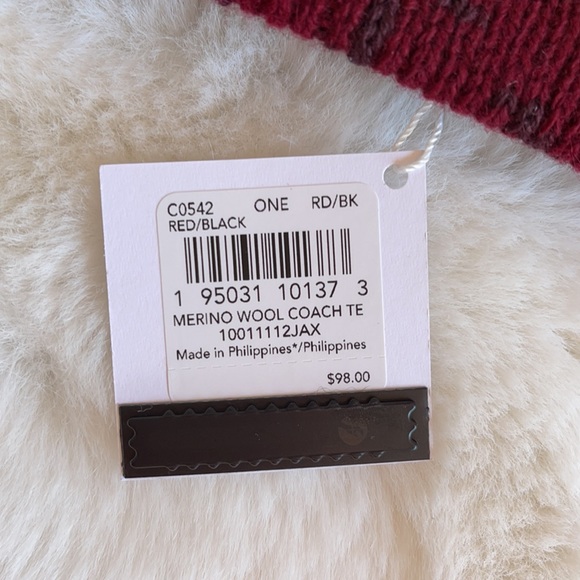 C0542 ONE RD/BK
RED/BLACK
1 95031 10137 3
MERINO WOOL COACH TE
10011112JAX
Made in Philippines*/Philippines
$98.00